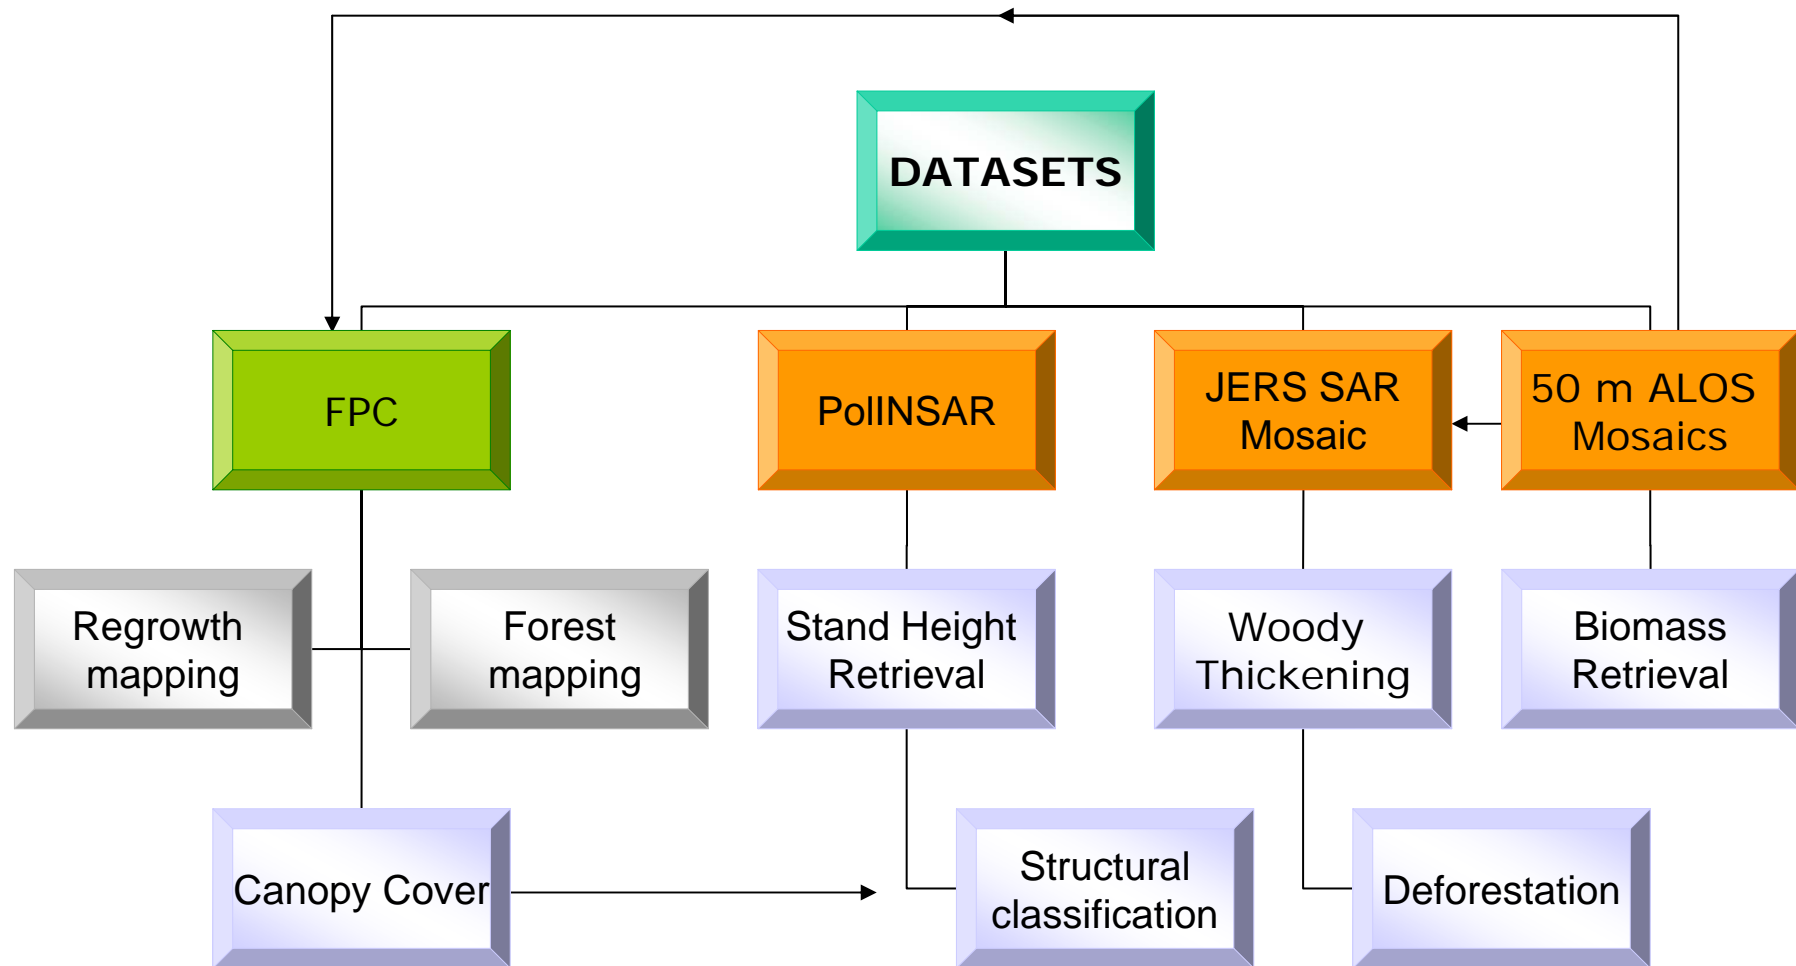 DATASETS
FPC
PolINSAR
JERS SAR
Mosaic
50 m ALOS
Mosaics
Regrowth
mapping
Forest
mapping
Stand Height
Retrieval
Woody
Thickening
Biomass
Retrieval
Canopy Cover
Structural
classification
Deforestation